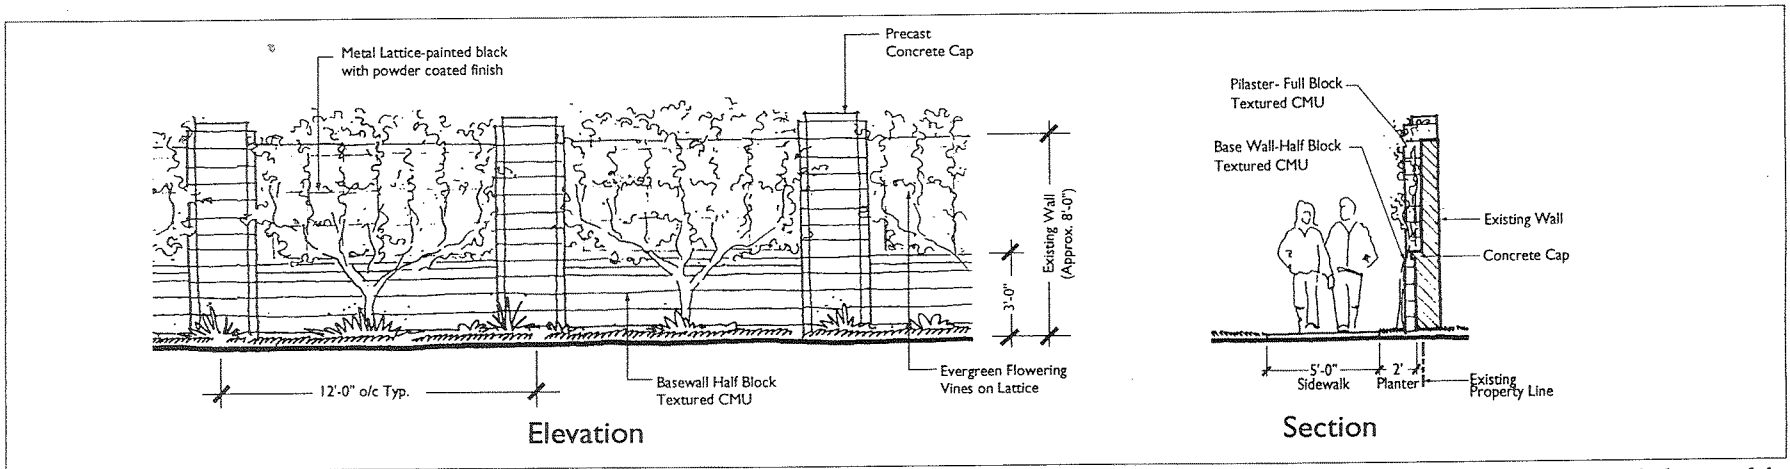 Metal Lattice-painted black
with powder coated finish
Precast
Concrete Cap
Existing Wall
(Approx. 8'-0")
3'-0"
12'-0" o/c Typ.
Basewall Half Block
Textured CMU
Evergreen Flowering
Vines on Lattice
Elevation
Pilaster- Full Block
Textured CMU
Base Wall-Half Block
Textured CMU
Existing Wall
Concrete Cap
5'-0"
Sidewalk
2'
Planter
Existing
Property Line
Section